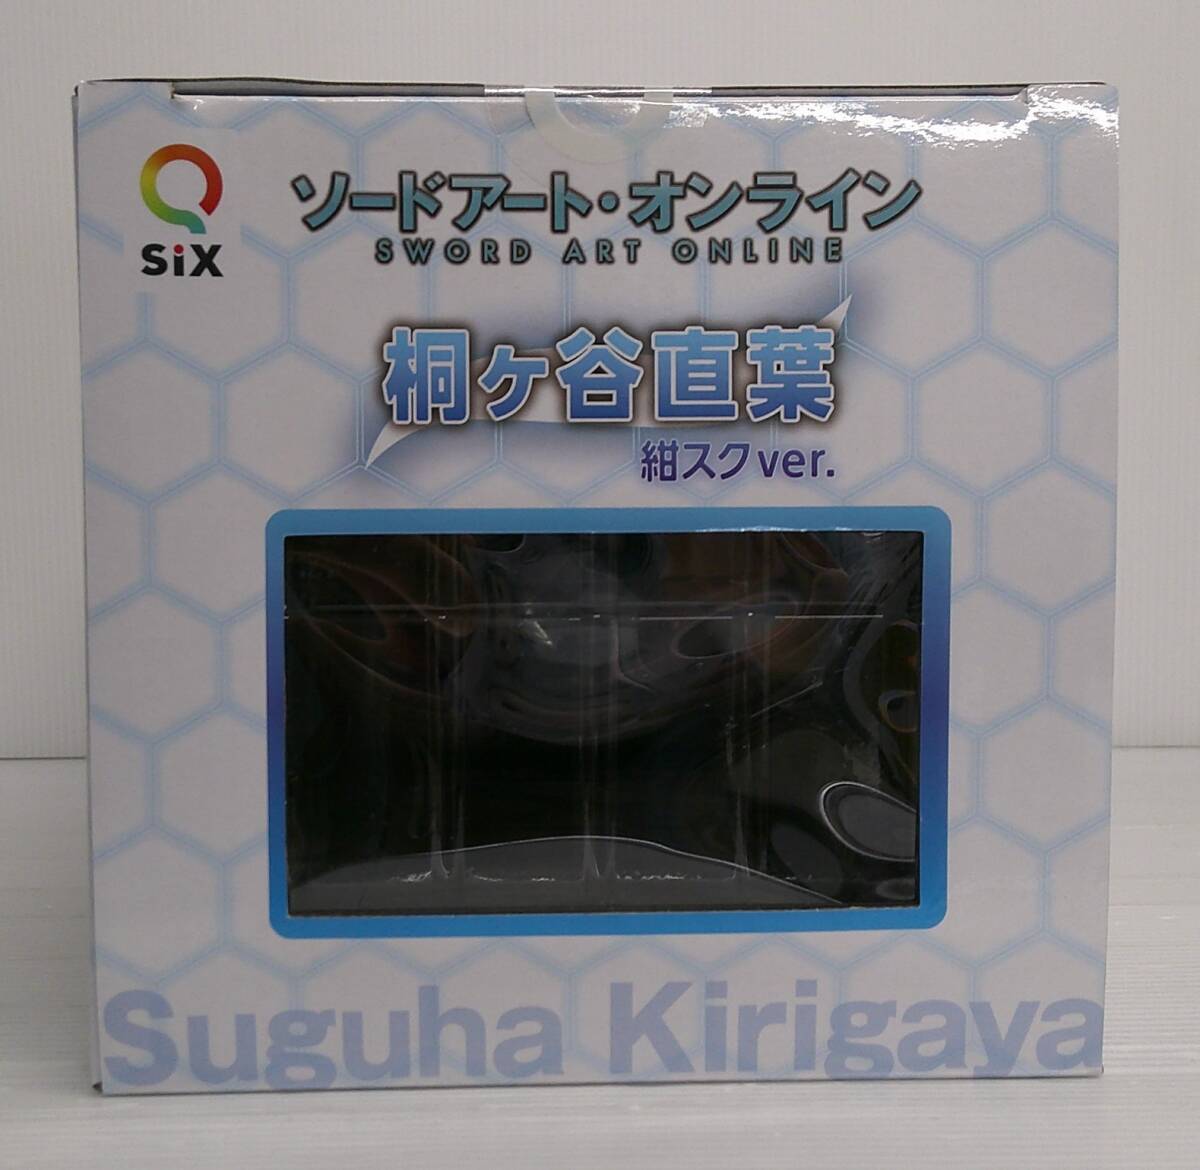 SiX
ソードアート・オンライン
SWORD ART ONLINE
桐ヶ谷直葉
紺スクver.
Suguha Kirigaya